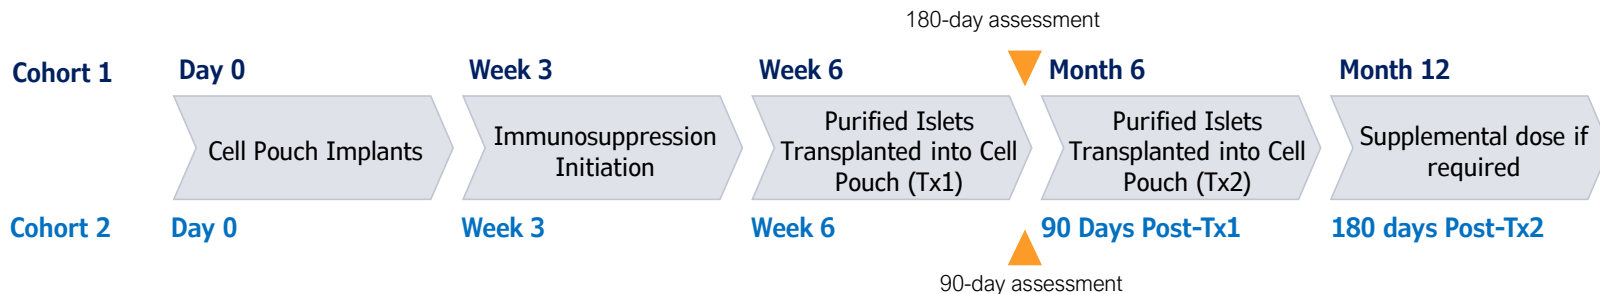 180-day assessment
Cohort 1
Day 0
Week 3
Week 6
Month 6
Month 12
Cell Pouch Implants
Immunosuppression
Initiation
Purified Islets
Transplanted into Cell
Pouch (Tx1)
Purified Islets
Transplanted into Cell
Pouch (Tx2)
Supplemental dose if
required
Cohort 2
Day 0
Week 3
Week 6
90 Days Post-Tx1
180 days Post-Tx2
90-day assessment